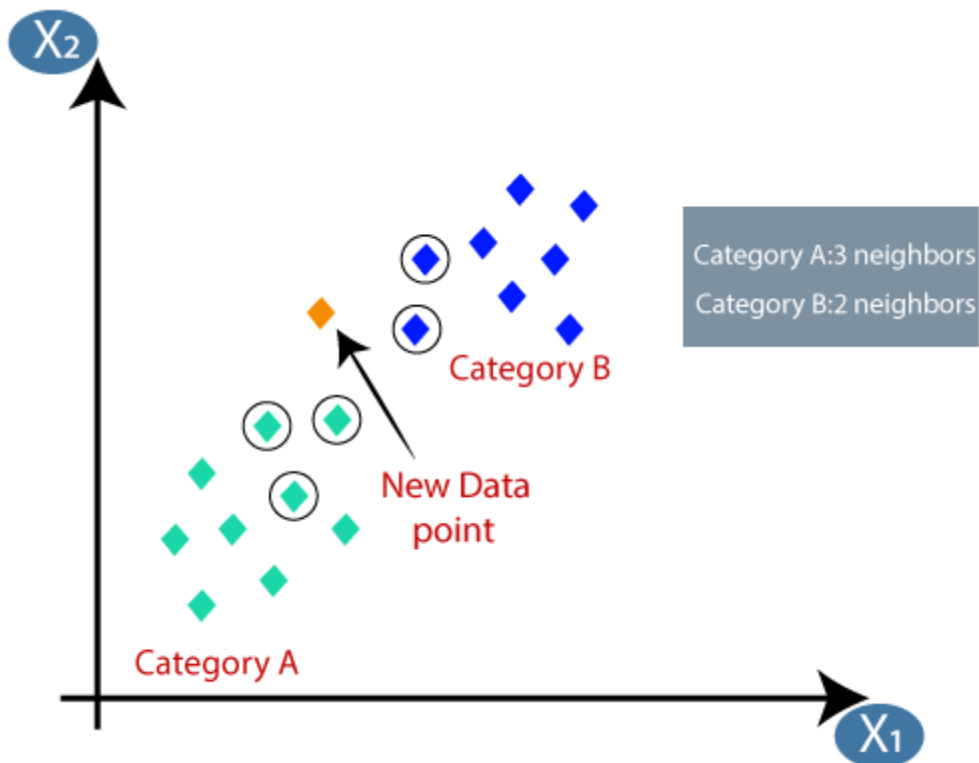 X2
Category A:3 neighbors
Category B:2 neighbors
Category B
New Data
point
Category A
X1